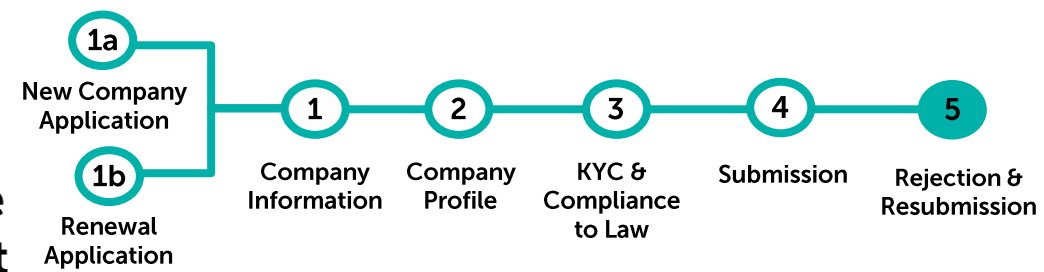 1a
New Company
Application
1b
Renewal
Application
1
Company
Information
2
Company
Profile
3
KYC &
Compliance
to Law
4
Submission
5
Rejection &
Resubmission
e
t